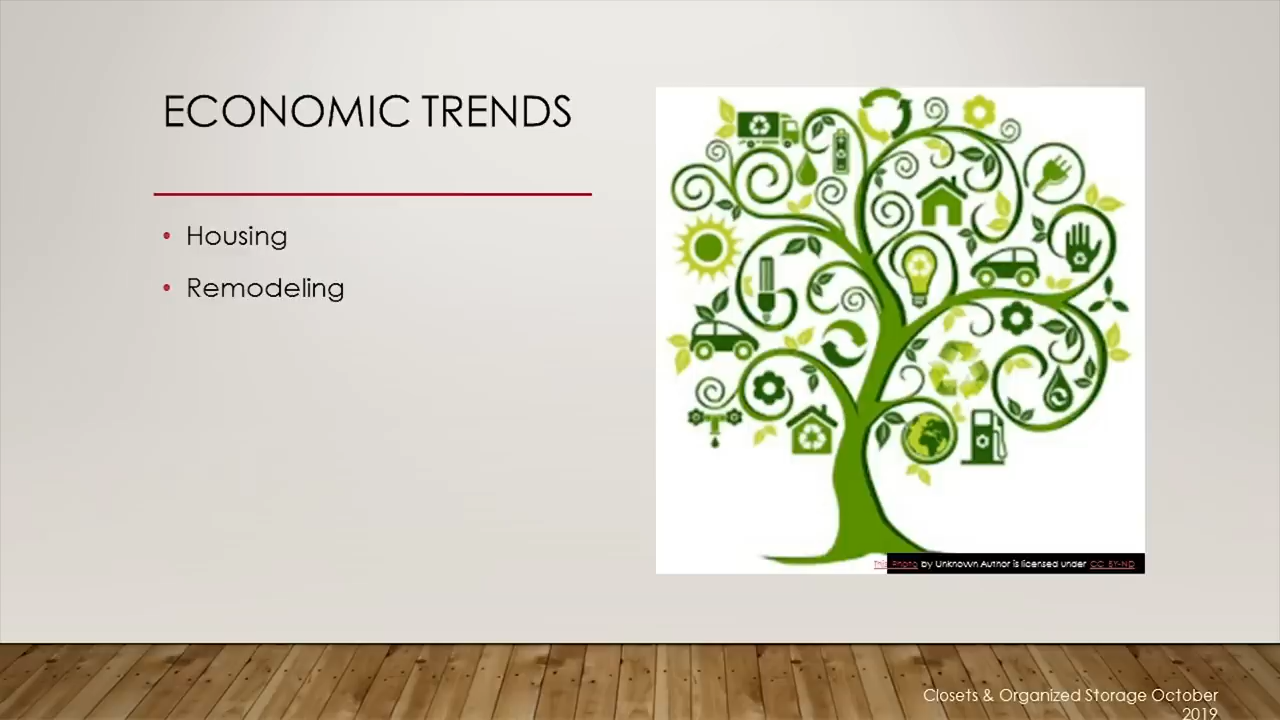 ECONOMIC TRENDS
• Housing
• Remodeling
This Photo by Unknown Author is licensed under CC BY-ND
Closets & Organized Storage October
2019